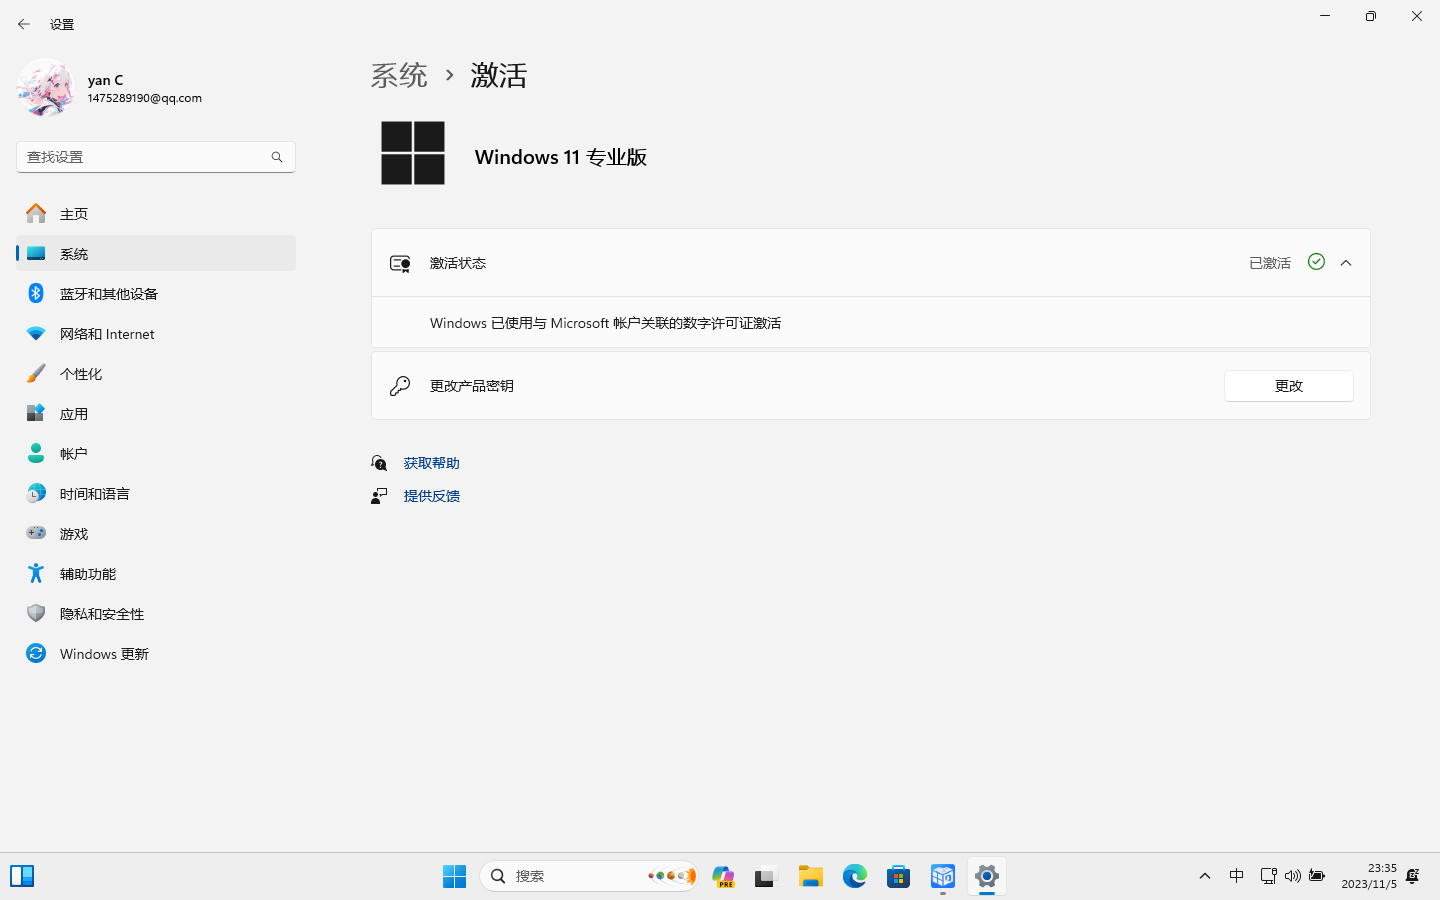 设置
yan C
1475289190@qq.com
查找设置
主页
系统
蓝牙和其他设备
网络和 Internet
个性化
应用
帐户
时间和语言
游戏
辅助功能
隐私和安全性
Windows 更新
系统 › 激活
Windows 11 专业版
激活状态
已激活
Windows 已使用与 Microsoft 帐户关联的数字许可证激活
更改产品密钥
更改
获取帮助
提供反馈
搜索
PRE
中
23:35
2023/11/5